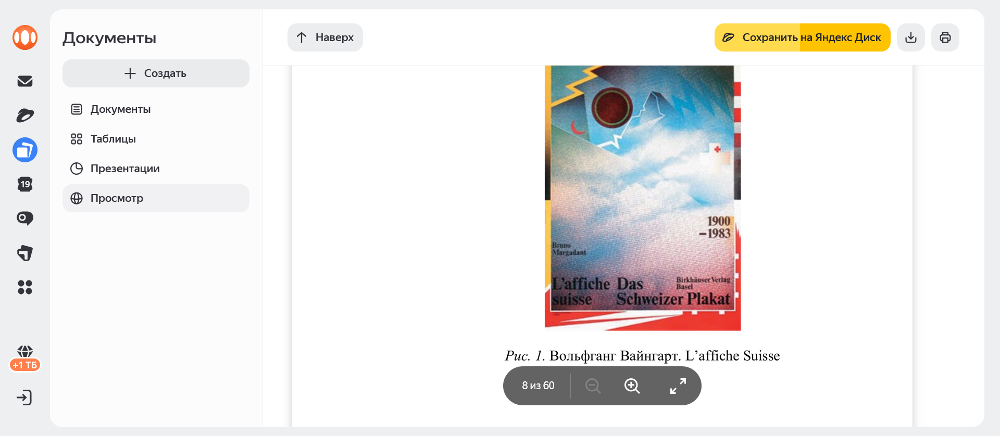 Документы
Создать
Документы
Таблицы
Презентации
Просмотр
19
+1 ТБ
Наверх
Сохранить на Яндекс Диск
1900
–1983
Bruno
Margadant
L'affiche Das
suisse Schweizer Plakat
Birkhäuser Verlag
Basel
Рис. 1. Вольфганг Вайнгарт. L’affiche Suisse
8 из 60